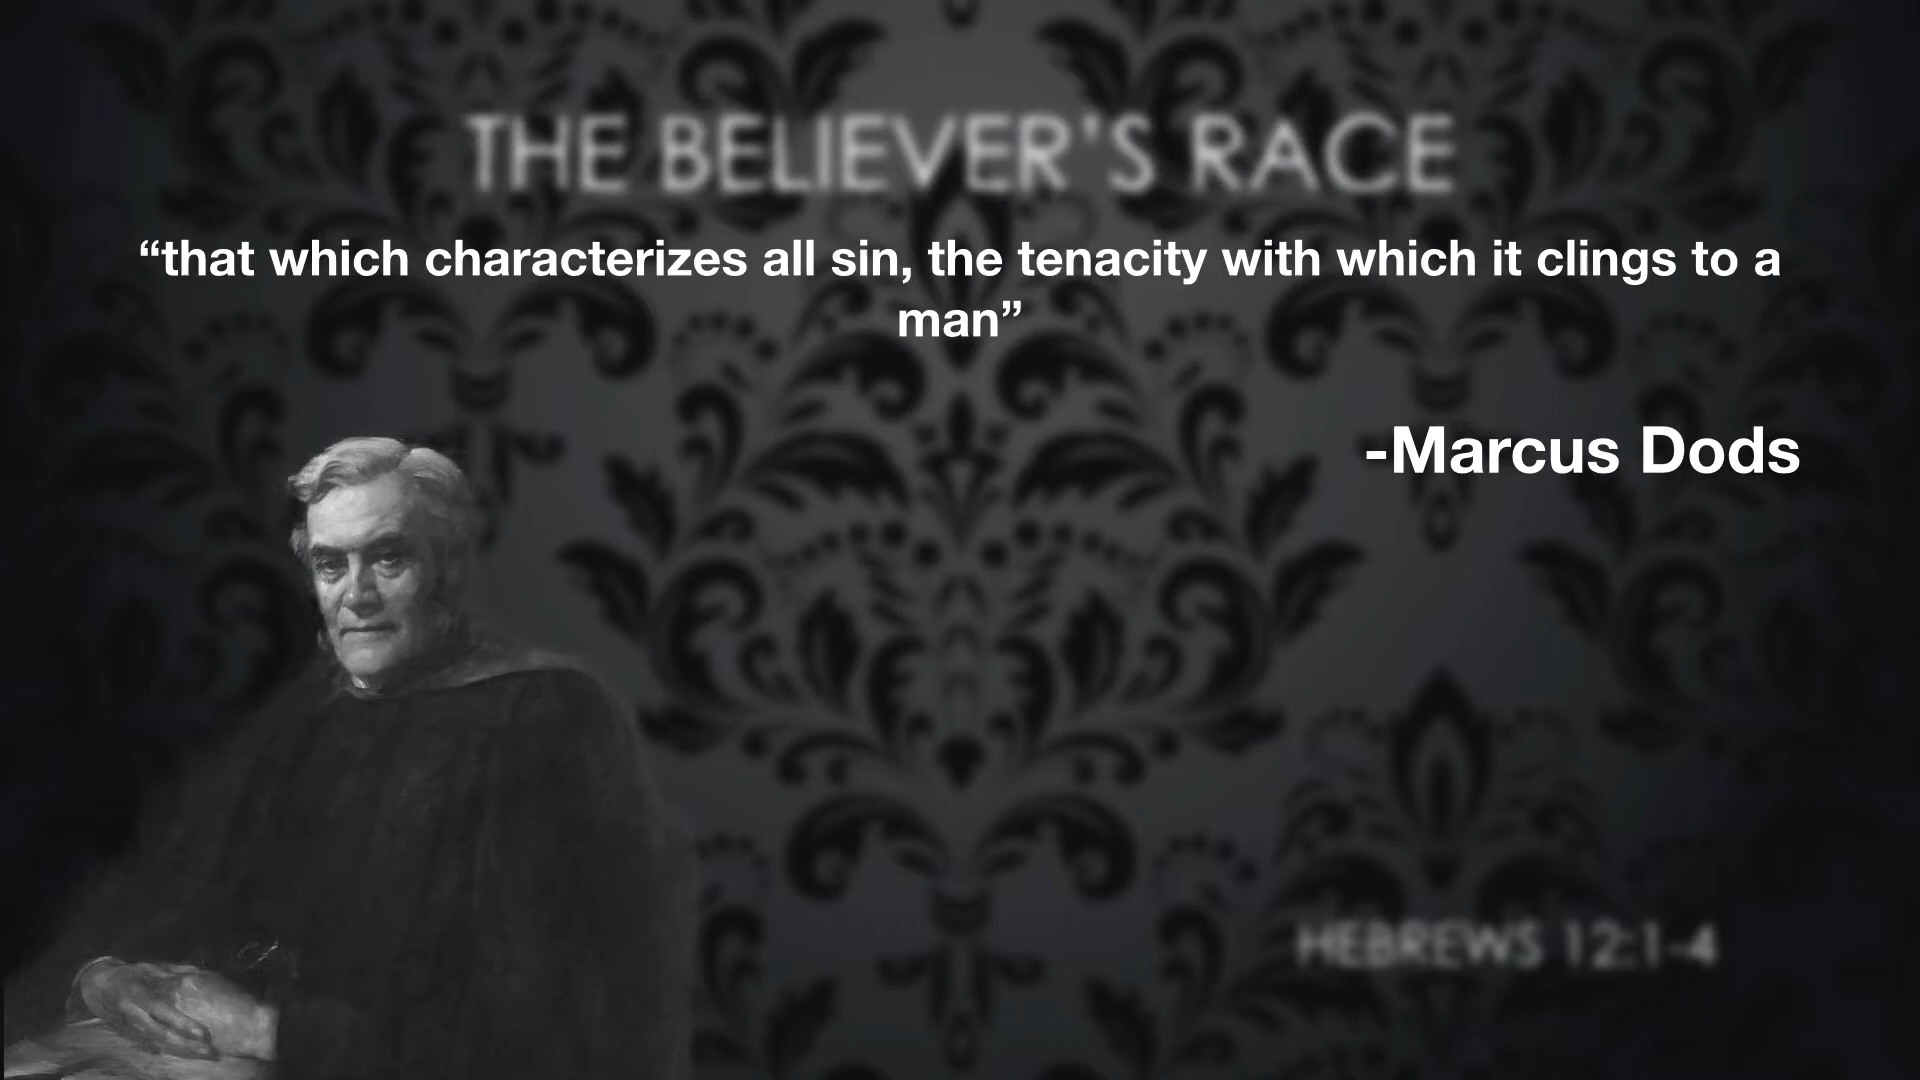 THE BELIEVER’S RACE
“that which characterizes all sin, the tenacity with which it clings to a
man”
-Marcus Dods
HEBREWS 12:1-4